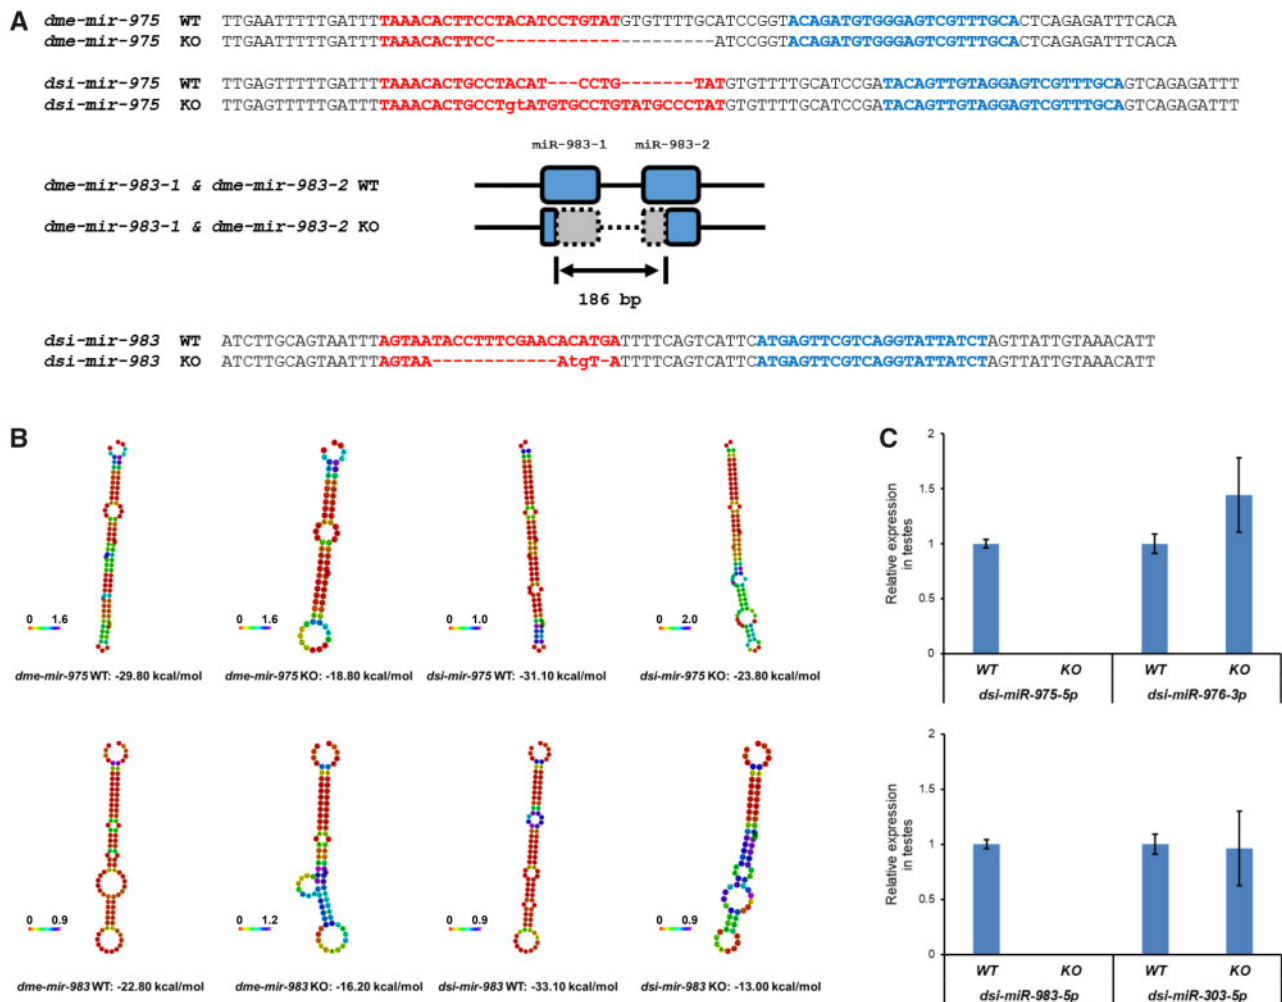 A
dme-mir-975 WT TTGAATTTTTGATTTTAAACACTTCCTACATCCTGTATGTGTTTTGCATCCGGTACAGATGTGGGAGTCGTTTGCACTCAGAGATTTCACA
dme-mir-975 KO TTGAATTTTTGATTTTAAACACTTCC---------------------ATCCGGTACAGATGTGGGAGTCGTTTGCACTCAGAGATTTCACA
dsi-mir-975 WT TTGAGTTTTTGATTTTAAACACTGCCTACAT---CCTG-------TATGTGTTTTGCATCCGATACAGTTGTAGGAGTCGTTTGCAGTCAGAGATTT
dsi-mir-975 KO TTGAGTTTTTGATTTTAAACACTGCCTgtATGTGCCTGTATGCCCTATGTGTTTTGCATCCGATACAGTTGTAGGAGTCGTTTGCAGTCAGAGATTT
miR-983-1 miR-983-2
dme-mir-983-1 & dme-mir-983-2 WT
dme-mir-983-1 & dme-mir-983-2 KO
186 bp
dsi-mir-983 WT ATCTTGCAGTAATTTAGTAATACCTTTCGAACACATGATTTTCAGTCATTCATGAGTTCGTCAGGTATTATCTAGTTATTGTAAACATT
dsi-mir-983 KO ATCTTGCAGTAATTTAGTAA------------AtgT-ATTTTCAGTCATTCATGAGTTCGTCAGGTATTATCTAGTTATTGTAAACATT
B
0 1.6
0 1.6
0 1.0
0 2.0
dme-mir-975 WT: -29.80 kcal/mol
dme-mir-975 KO: -18.80 kcal/mol
dsi-mir-975 WT: -31.10 kcal/mol
dsi-mir-975 KO: -23.80 kcal/mol
0 0.9
0 1.2
0 0.9
0 0.9
dme-mir-983 WT: -22.80 kcal/mol
dme-mir-983 KO: -16.20 kcal/mol
dsi-mir-983 WT: -33.10 kcal/mol
dsi-mir-983 KO: -13.00 kcal/mol
C
Relative expression
in testes
2
1.5
1
0.5
0
WT KO WT KO
dsi-miR-975-5p dsi-miR-976-3p
Relative expression
in testes
2
1.5
1
0.5
0
WT KO WT KO
dsi-miR-983-5p dsi-miR-303-5p